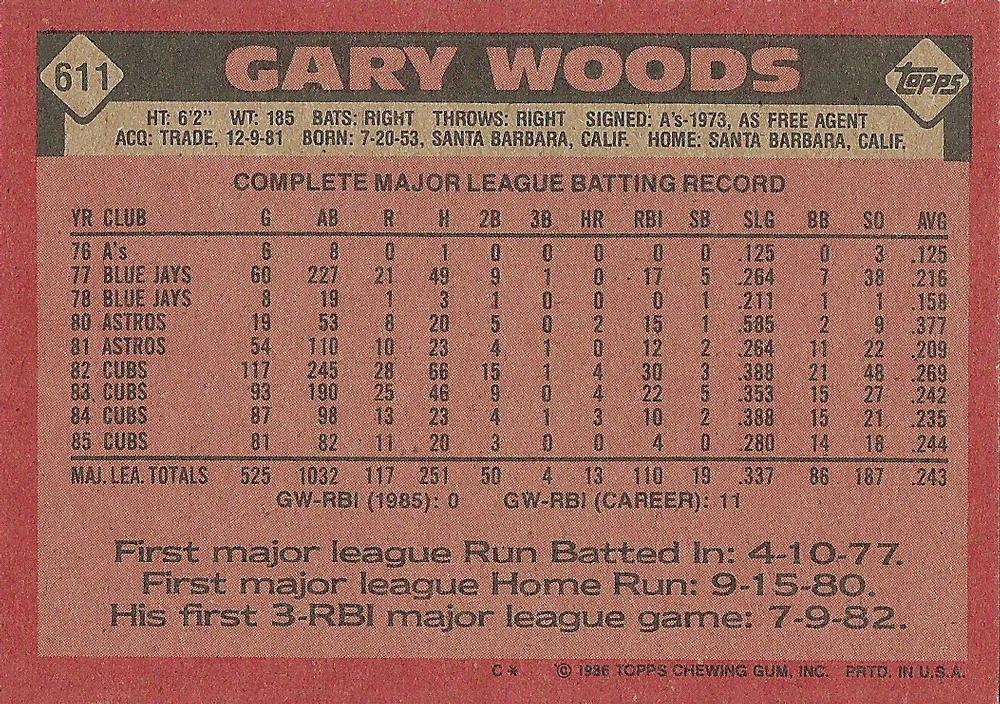 611 GARY WOODS Topps
HT: 6'2" WT: 185 BATS: RIGHT THROWS: RIGHT SIGNED: A's-1973, AS FREE AGENT
ACQ: TRADE, 12-9-81 BORN: 7-20-53, SANTA BARBARA, CALIF. HOME: SANTA BARBARA, CALIF.
COMPLETE MAJOR LEAGUE BATTING RECORD
YR CLUB G AB R H 2B 3B HR RBI SB SLG BB SO AVG
76 A's 6 8 0 1 0 0 0 0 0 .125 0 3 .125
77 BLUE JAYS 60 227 21 49 9 1 0 17 5 .264 7 38 .216
78 BLUE JAYS 8 19 1 3 1 0 0 0 1 .211 1 1 .158
80 ASTROS 19 53 8 20 5 0 2 15 1 .585 2 9 .377
81 ASTROS 54 110 10 23 4 1 0 12 2 .264 11 22 .209
82 CUBS 117 245 28 66 15 1 4 30 3 .388 21 48 .269
83 CUBS 93 190 25 46 9 0 4 22 5 .353 15 27 .242
84 CUBS 87 98 13 23 4 1 3 10 2 .388 15 21 .235
85 CUBS 81 82 11 20 3 0 0 4 0 .280 14 18 .244
MAJ. LEA. TOTALS 525 1032 117 251 50 4 13 110 19 .337 86 187 .243
GW-RBI (1985): 0 GW-RBI (CAREER): 11
First major league Run Batted In: 4-10-77.
First major league Home Run: 9-15-80.
His first 3-RBI major league game: 7-9-82.
C * © 1986 TOPPS CHEWING GUM, INC. PRTD. IN U.S.A.